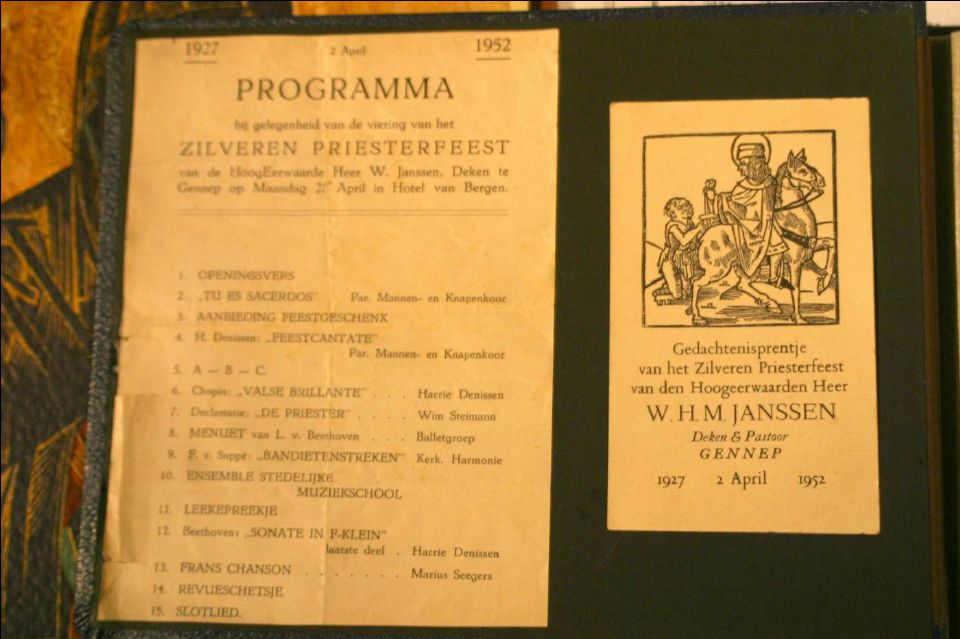 1927 2 April 1952
PROGRAMMA
bij gelegenheid van de viering van het
ZILVEREN PRIESTERFEEST
van de HoogEerwaarde Heer W. Janssen, Deken te
Gennep op Maandag April in Hotel van Bergen.
1. OPENINGSVERS
2. „TU ES SACERDOS" Par. Mannen- en Knapenkoor
3. AANBIEDING FEESTGESCHENK
4. H. Denissen: „FEESTCANTATE"
Par. Mannen- en Knapenkoor
5. A — B — C.
6. Chopin: „VALSE BRILLANTE" . . . Harrie Denissen
7. Declamatie: „DE PRIESTER" . . . . Wim Steimann
8. MENUET van L. v. Beethoven . . . Balletgroep
9. F. v. Suppé: „BANDIETENSTREKEN" Kerk. Harmonie
10. ENSEMBLE STEDELIJKE
MUZIEKSCHOOL
11. LEEKEPREEKJE
12. Beethoven: „SONATE IN F-KLEIN"
laatste deel . Harrie Denissen
13. FRANS CHANSON . . . . . . . Marius Seegers
14. REVUESCHETSJE
15. SLOTLIED.
Gedachtenisprentje
van het Zilveren Priesterfeest
van den Hoogeerwaarden Heer
W. H. M. JANSSEN
Deken & Pastoor
GENNEP
1927 2 April 1952